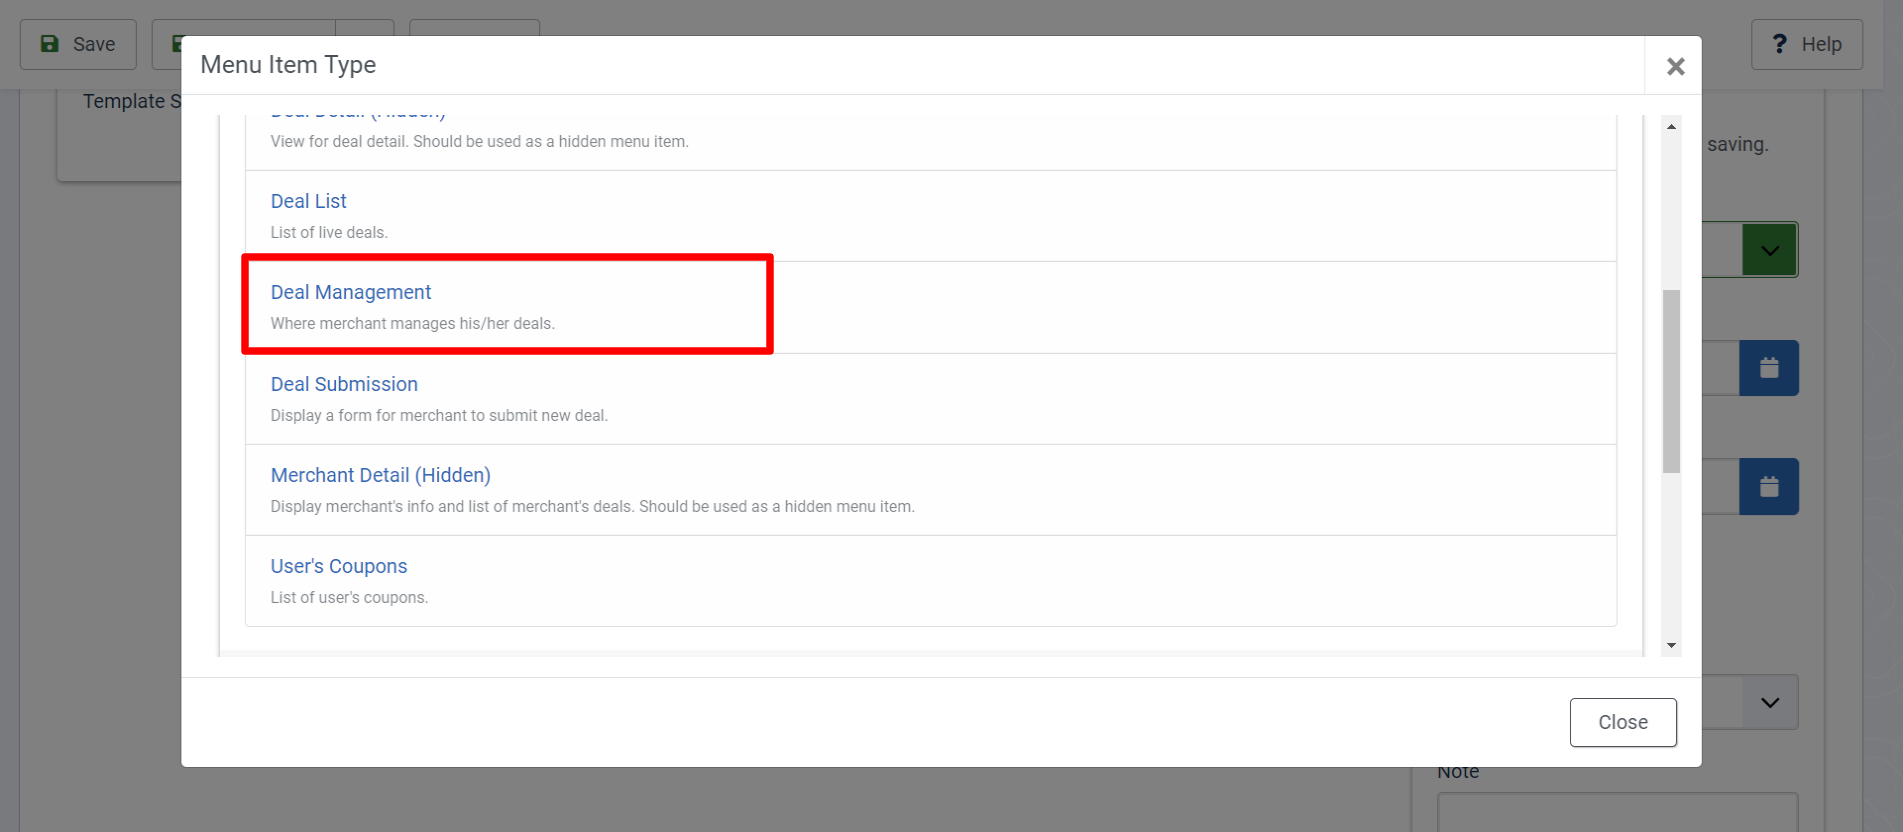 Save
Help
Menu Item Type
Template S
saving.
Deal Detail (Hidden)
View for deal detail. Should be used as a hidden menu item.
Deal List
List of live deals.
Deal Management
Where merchant manages his/her deals.
Deal Submission
Display a form for merchant to submit new deal.
Merchant Detail (Hidden)
Display merchant's info and list of merchant's deals. Should be used as a hidden menu item.
User's Coupons
List of user's coupons.
Close
Note